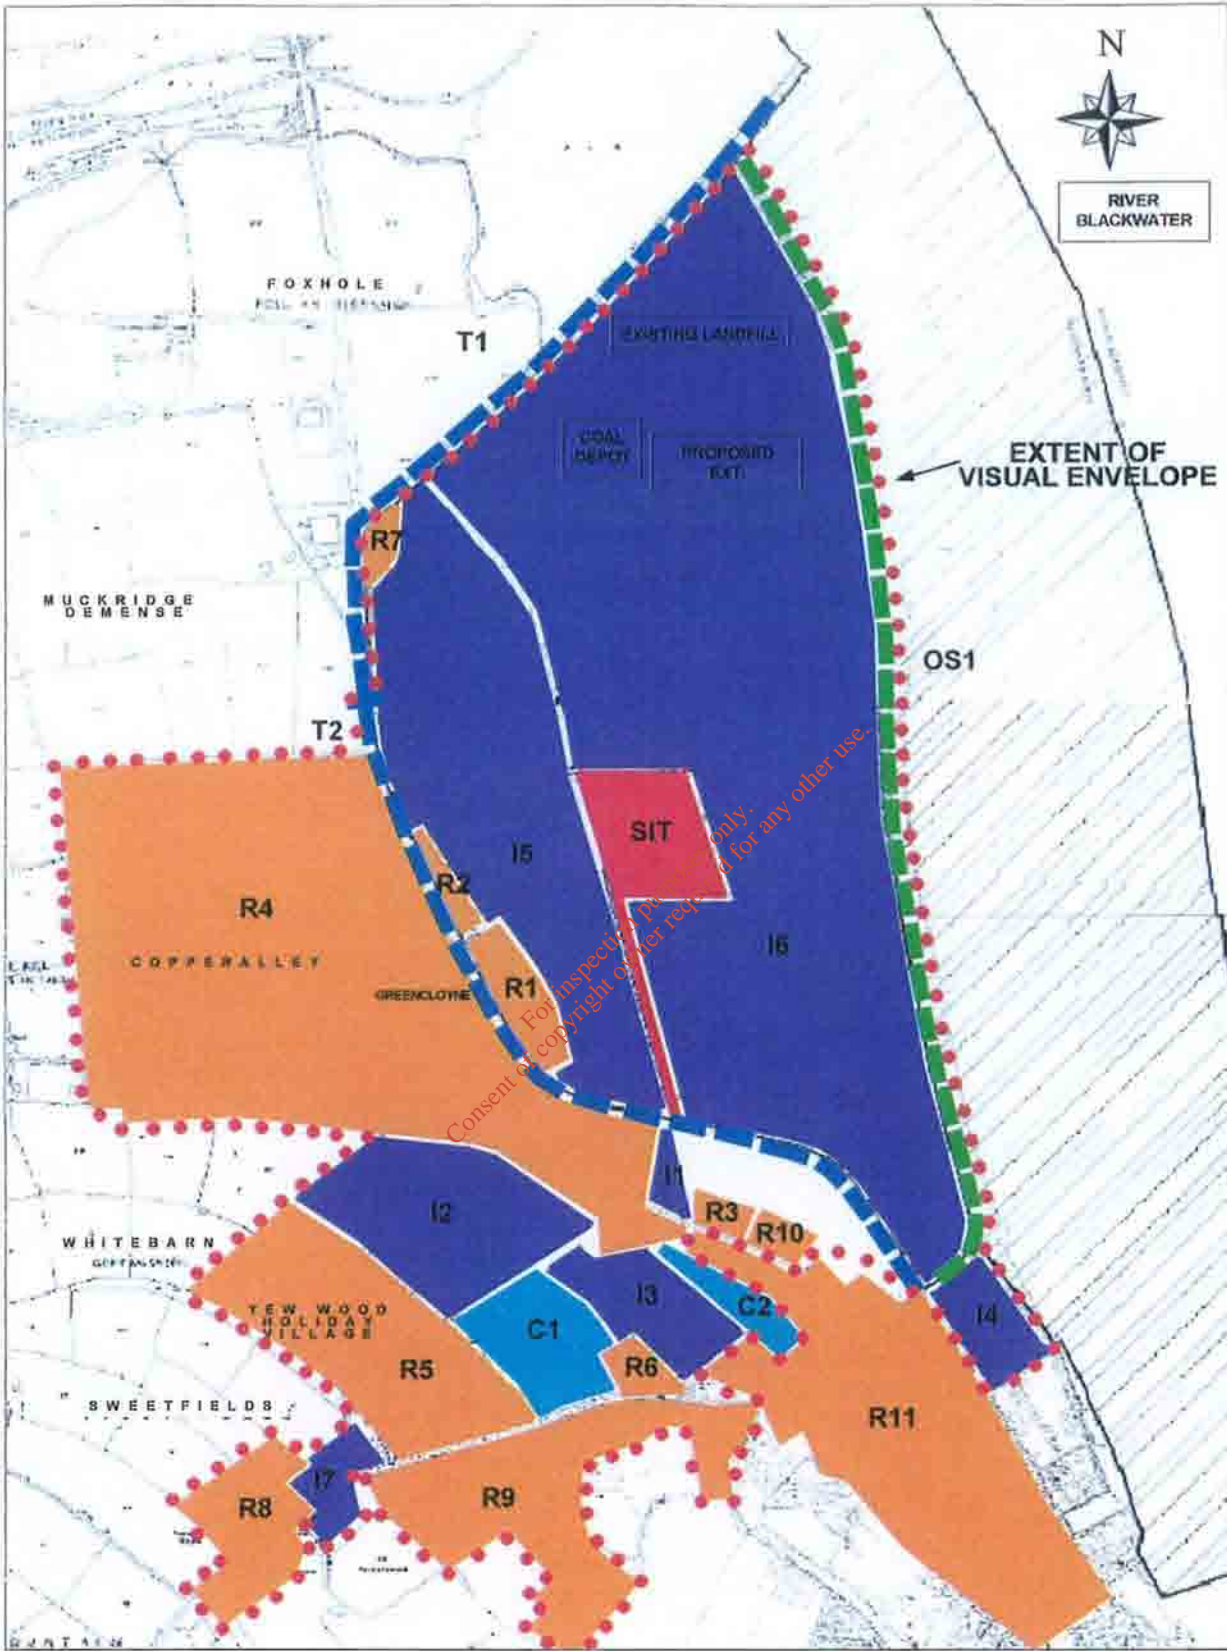 N
RIVER
BLACKWATER
FOXHOLE
T1
EXISTING LANDFILL
COAL
DEPOT
PROPOSED
EXT.
EXTENT OF
VISUAL ENVELOPE
R7
MUCKRIDGE
DEMENSE
OS1
T2
SIT
I5
R2
R4
I6
COPPERALLEY
GREENCLOYNE
R1
For inspection purposes only.
Consent of copyright owner required for any other use.
I1
I2
R3
R10
WHITEBARN
YEW WOOD
HOLIDAY
VILLAGE
I3
C2
I4
C1
R5
R6
SWEETFIELDS
R11
I7
R8
R9